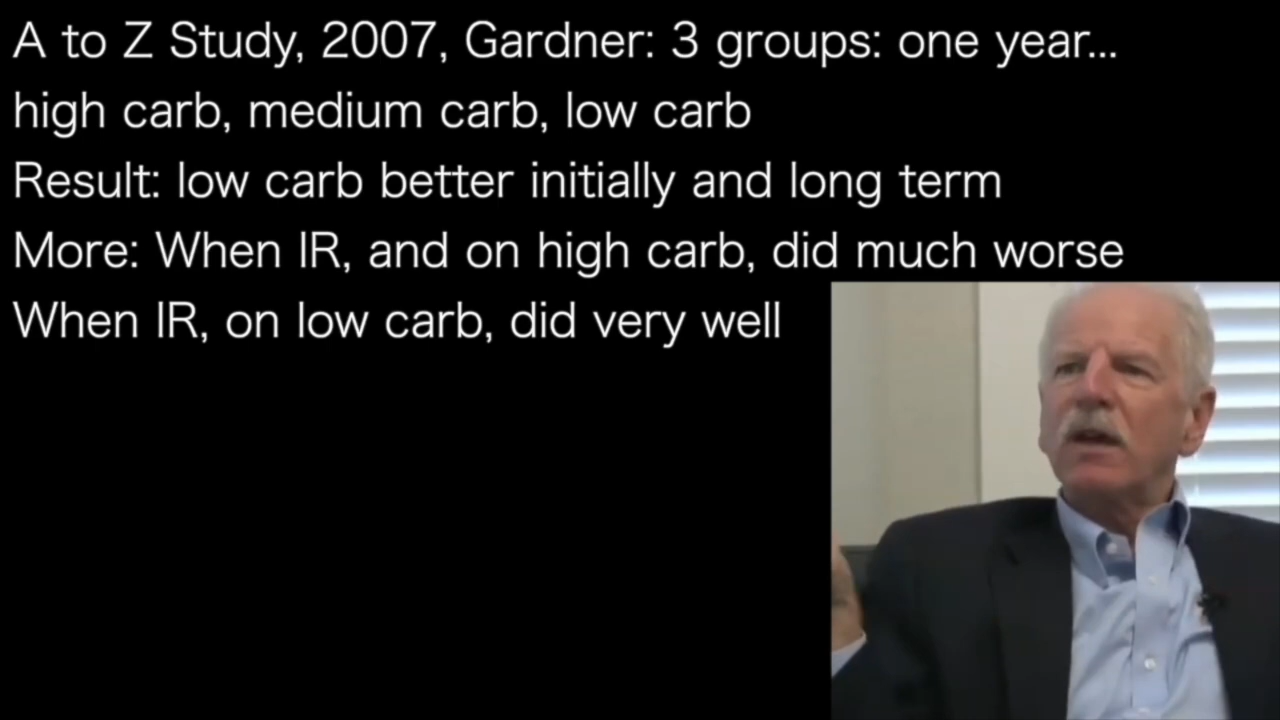 A to Z Study, 2007, Gardner: 3 groups: one year...
high carb, medium carb, low carb
Result: low carb better initially and long term
More: When IR, and on high carb, did much worse
When IR, on low carb, did very well